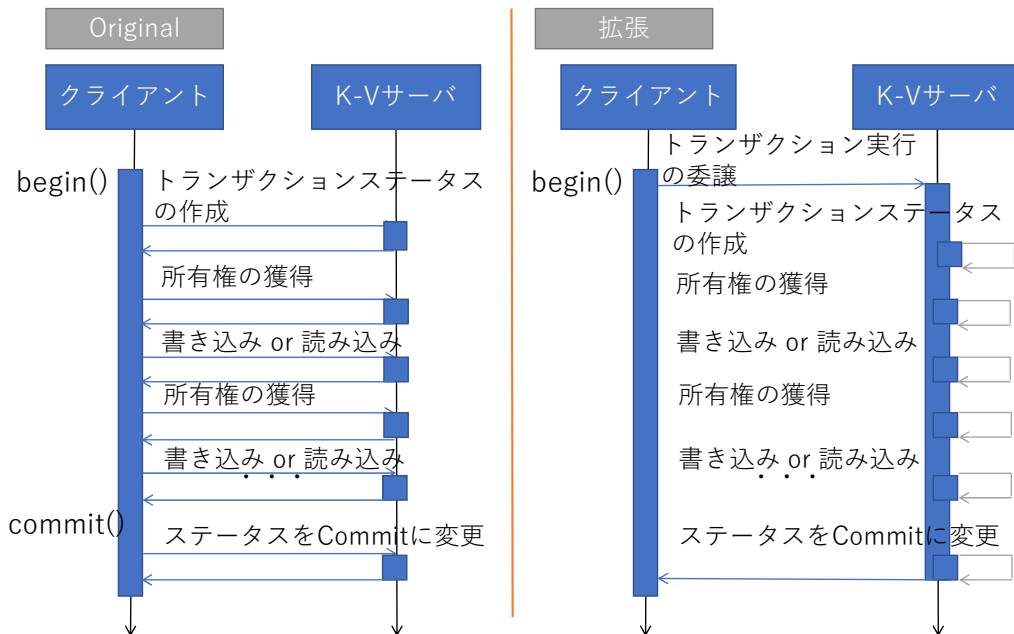 Original
クライアント
K-Vサーバ
begin()
トランザクションステータス
の作成
所有権の獲得
書き込み or 読み込み
所有権の獲得
書き込み or 読み込み
・・・
commit()
ステータスをCommitに変更
拡張
クライアント
K-Vサーバ
begin()
トランザクション実行
の委譲
トランザクションステータス
の作成
所有権の獲得
書き込み or 読み込み
所有権の獲得
書き込み or 読み込み
・・・
ステータスをCommitに変更